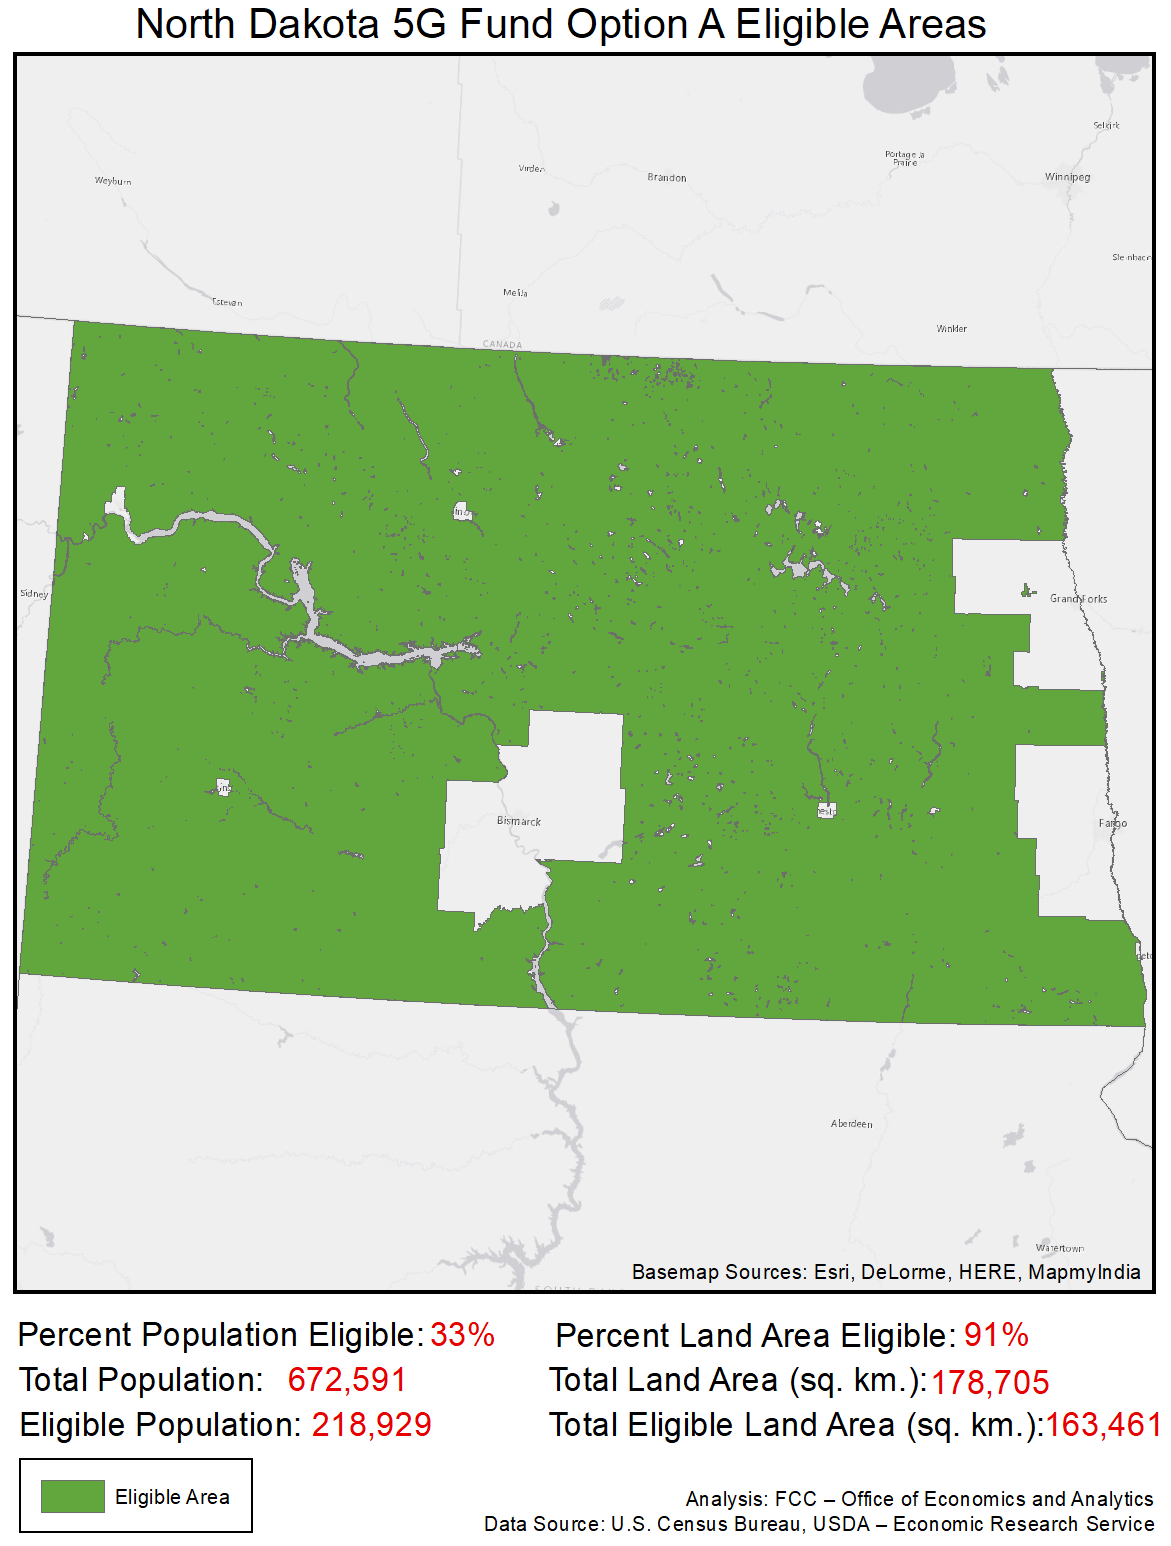 North Dakota 5G Fund Option A Eligible Areas
Selkirk
Portage la
Prairie
Virden
Brandon
Winnipeg
Weyburn
Steinbach
Melita
Estevan
Winkler
CANADA
Sidney
Grand Forks
Bismarck
Fargo
Aberdeen
Watertown
Basemap Sources: Esri, DeLorme, HERE, MapmyIndia
Percent Population Eligible: 33%
Percent Land Area Eligible: 91%
Total Population: 672,591
Total Land Area (sq. km.): 178,705
Eligible Population: 218,929
Total Eligible Land Area (sq. km.): 163,461
Eligible Area
Analysis: FCC – Office of Economics and Analytics
Data Source: U.S. Census Bureau, USDA – Economic Research Service